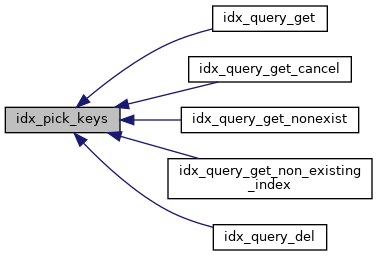 idx_query_get
idx_query_get_cancel
idx_pick_keys
idx_query_get_nonexist
idx_query_get_non_existing
_index
idx_query_del